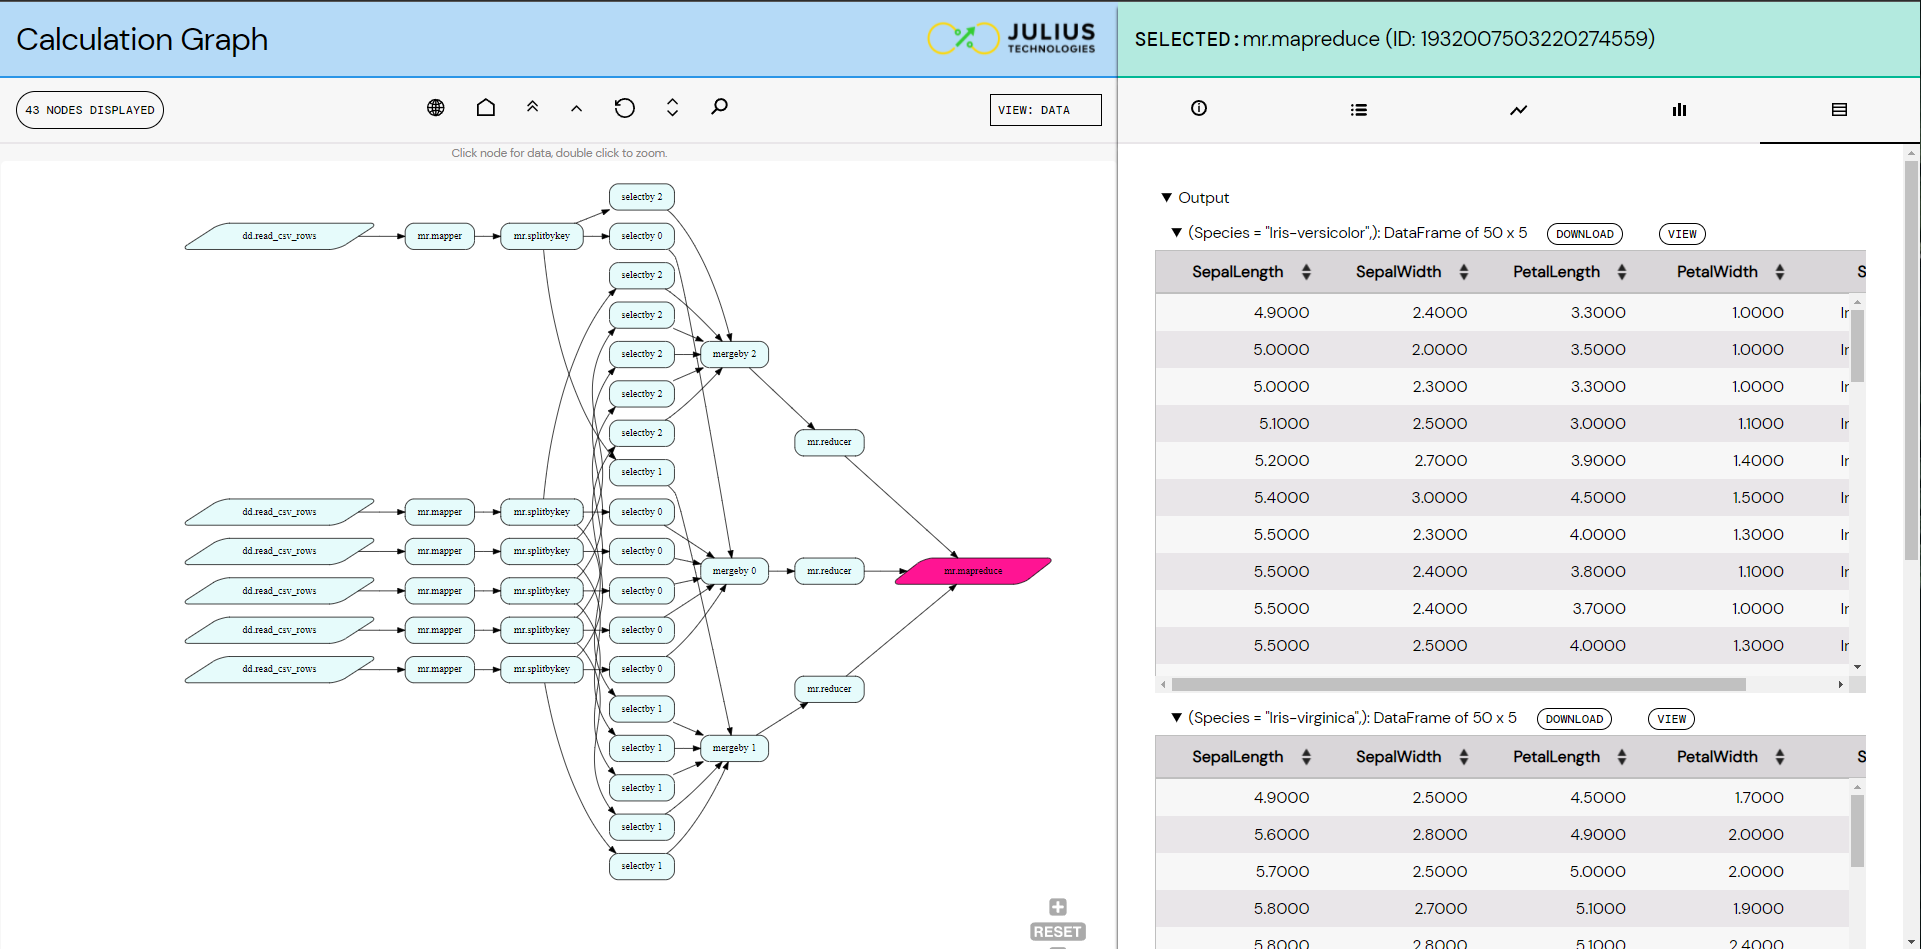 Calculation Graph
JULIUS
TECHNOLOGIES
SELECTED: mr.mapreduce (ID: 1932007503220274559)
43 NODES DISPLAYED
VIEW: DATA
Click node for data, double click to zoom.
selectby 2
dd.read_csv_rows mr.mapper mr.splitbykey selectby 0
selectby 2
selectby 2
selectby 2 mergeby 2
selectby 2
selectby 2
mr.reducer
selectby 1
dd.read_csv_rows mr.mapper mr.splitbykey selectby 0
dd.read_csv_rows mr.mapper mr.splitbykey selectby 0
mergeby 0 mr.reducer mr.mapreduce
dd.read_csv_rows mr.mapper mr.splitbykey selectby 0
dd.read_csv_rows mr.mapper mr.splitbykey selectby 0
dd.read_csv_rows mr.mapper mr.splitbykey selectby 0
mr.reducer
selectby 1
selectby 1 mergeby 1
selectby 1
selectby 1
selectby 1
RESET
Output
(Species = "Iris-versicolor",): DataFrame of 50 x 5 DOWNLOAD VIEW
SepalLength SepalWidth PetalLength PetalWidth S
4.9000 2.4000 3.3000 1.0000 Ir
5.0000 2.0000 3.5000 1.0000 Ir
5.0000 2.3000 3.3000 1.0000 Ir
5.1000 2.5000 3.0000 1.1000 Ir
5.2000 2.7000 3.9000 1.4000 Ir
5.4000 3.0000 4.5000 1.5000 Ir
5.5000 2.3000 4.0000 1.3000 Ir
5.5000 2.4000 3.8000 1.1000 Ir
5.5000 2.4000 3.7000 1.0000 Ir
5.5000 2.5000 4.0000 1.3000 Ir
(Species = "Iris-virginica",): DataFrame of 50 x 5 DOWNLOAD VIEW
SepalLength SepalWidth PetalLength PetalWidth S
4.9000 2.5000 4.5000 1.7000
5.6000 2.8000 4.9000 2.0000
5.7000 2.5000 5.0000 2.0000
5.8000 2.7000 5.1000 1.9000
5.8000 2.8000 5.1000 2.4000